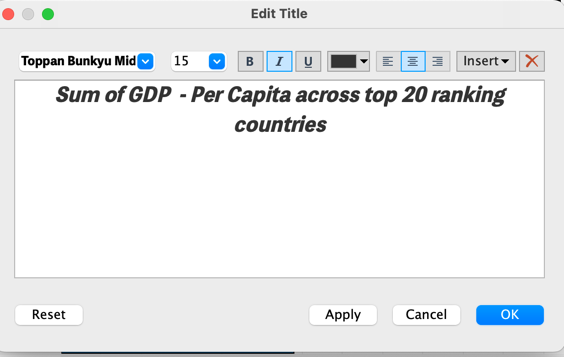 Edit Title
Toppan Bunkyu Mid 15 B I U Insert
Sum of GDP  - Per Capita across top 20 ranking
countries
Reset Apply Cancel OK